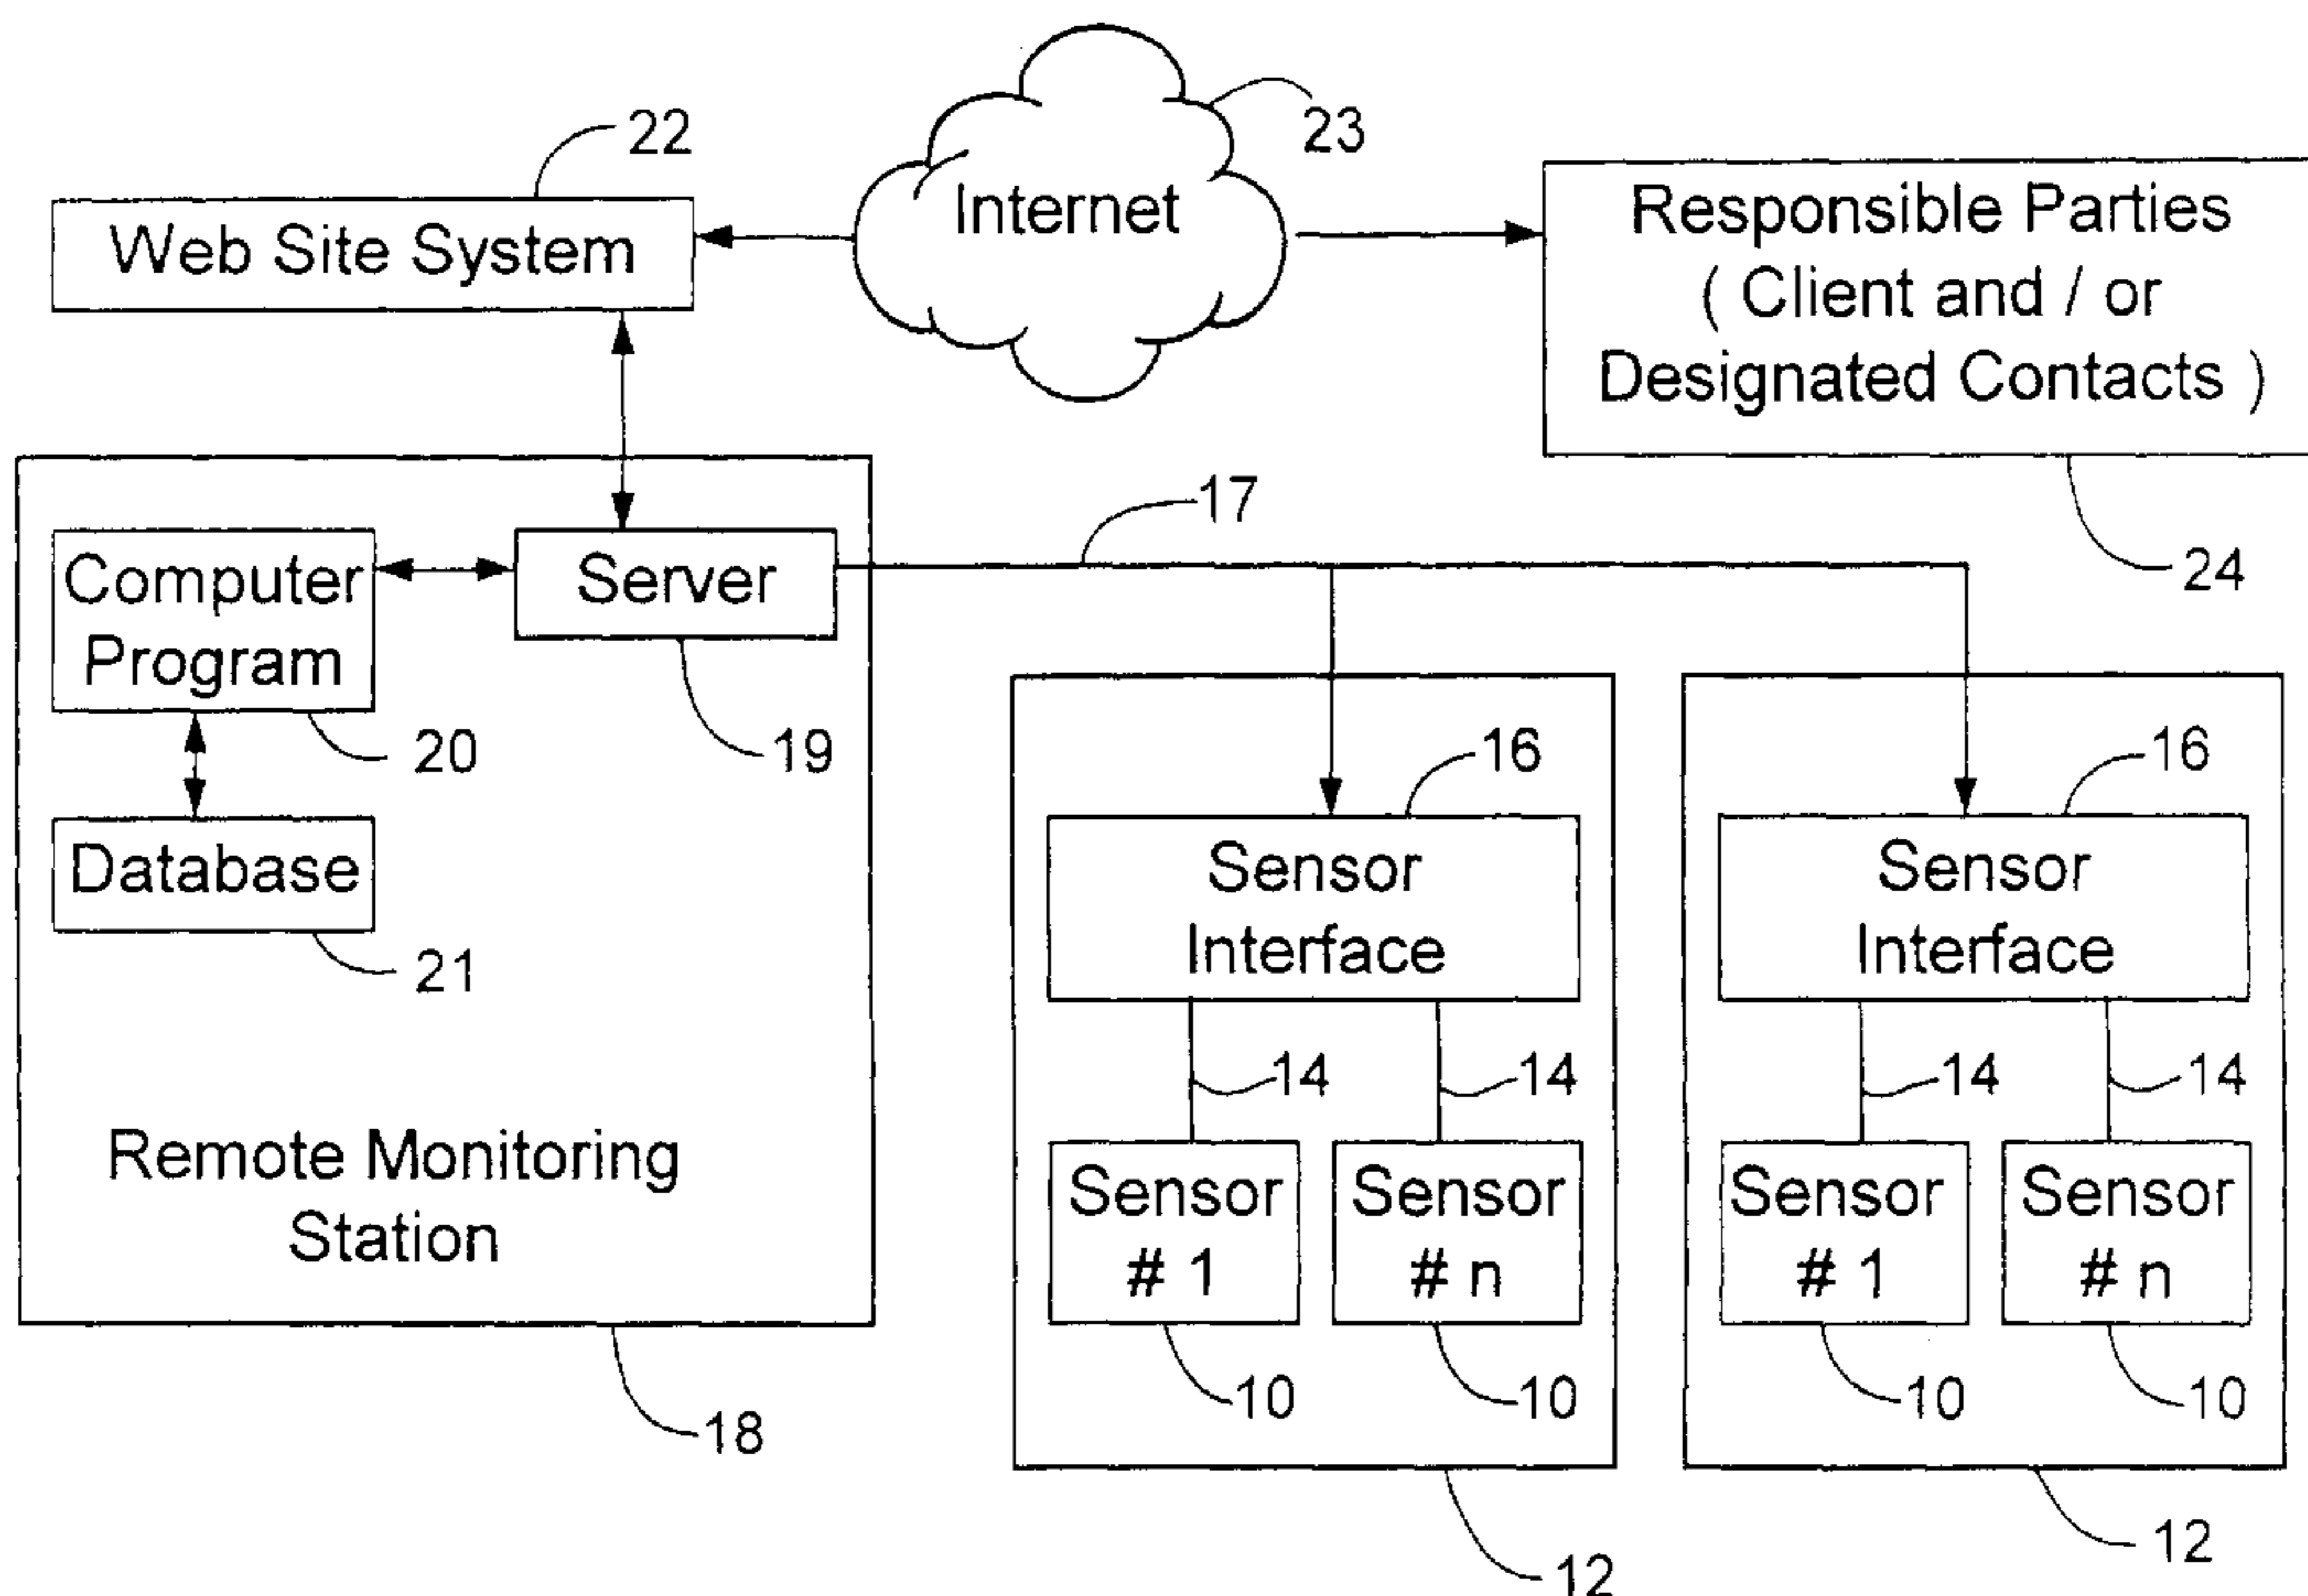 23
22
Internet
Web Site System
Responsible Parties
( Client and / or
Designated Contacts )
24
17
Computer
Program
Server
20
19
16
16
Database
21
Sensor
Interface
Sensor
Interface
14
14
14
14
Remote Monitoring
Station
Sensor
# 1
Sensor
# n
Sensor
# 1
Sensor
# n
10
10
10
10
18
12
12